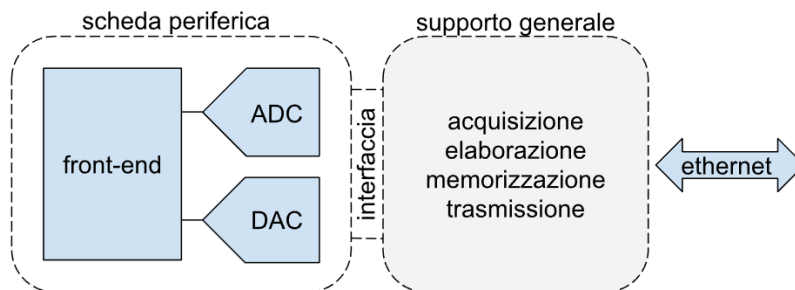 scheda periferica
supporto generale
front-end
ADC
DAC
interfaccia
acquisizione
elaborazione
memorizzazione
trasmissione
ethernet